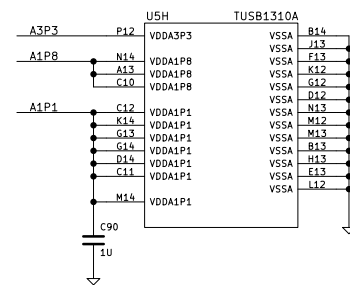 U5H TUSB1310A
A3P3 P12 VDDA3P3 VSSA B14
VSSA J13
A1P8 N14 VDDA1P8 VSSA F13
A13 VDDA1P8 VSSA K12
C10 VDDA1P8 VSSA G12
VSSA D12
A1P1 C12 VDDA1P1 VSSA N13
K14 VDDA1P1 VSSA M12
G13 VDDA1P1 VSSA M13
G14 VDDA1P1 VSSA B13
D14 VDDA1P1 VSSA H13
C11 VDDA1P1 VSSA E13
VSSA L12
M14 VDDA1P1
C90
1U